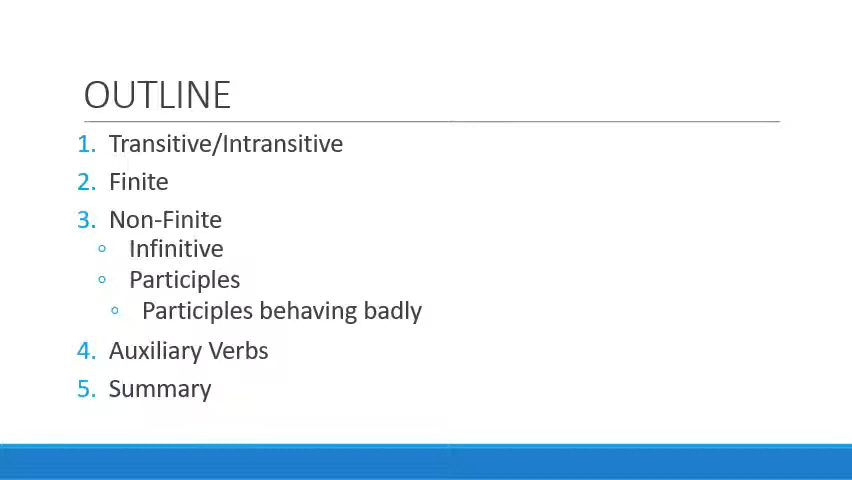 OUTLINE
1. Transitive/Intransitive
2. Finite
3. Non-Finite
◦ Infinitive
◦ Participles
◦ Participles behaving badly
4. Auxiliary Verbs
5. Summary